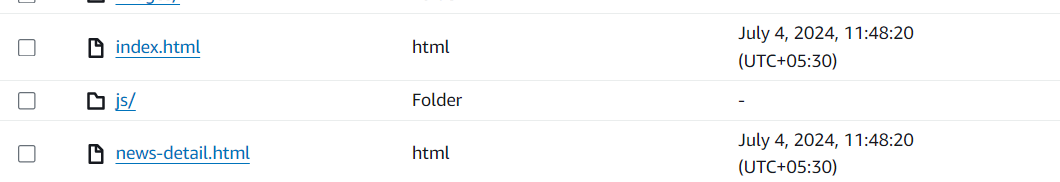 index.html html July 4, 2024, 11:48:20
(UTC+05:30)
js/ Folder -
news-detail.html html July 4, 2024, 11:48:20
(UTC+05:30)